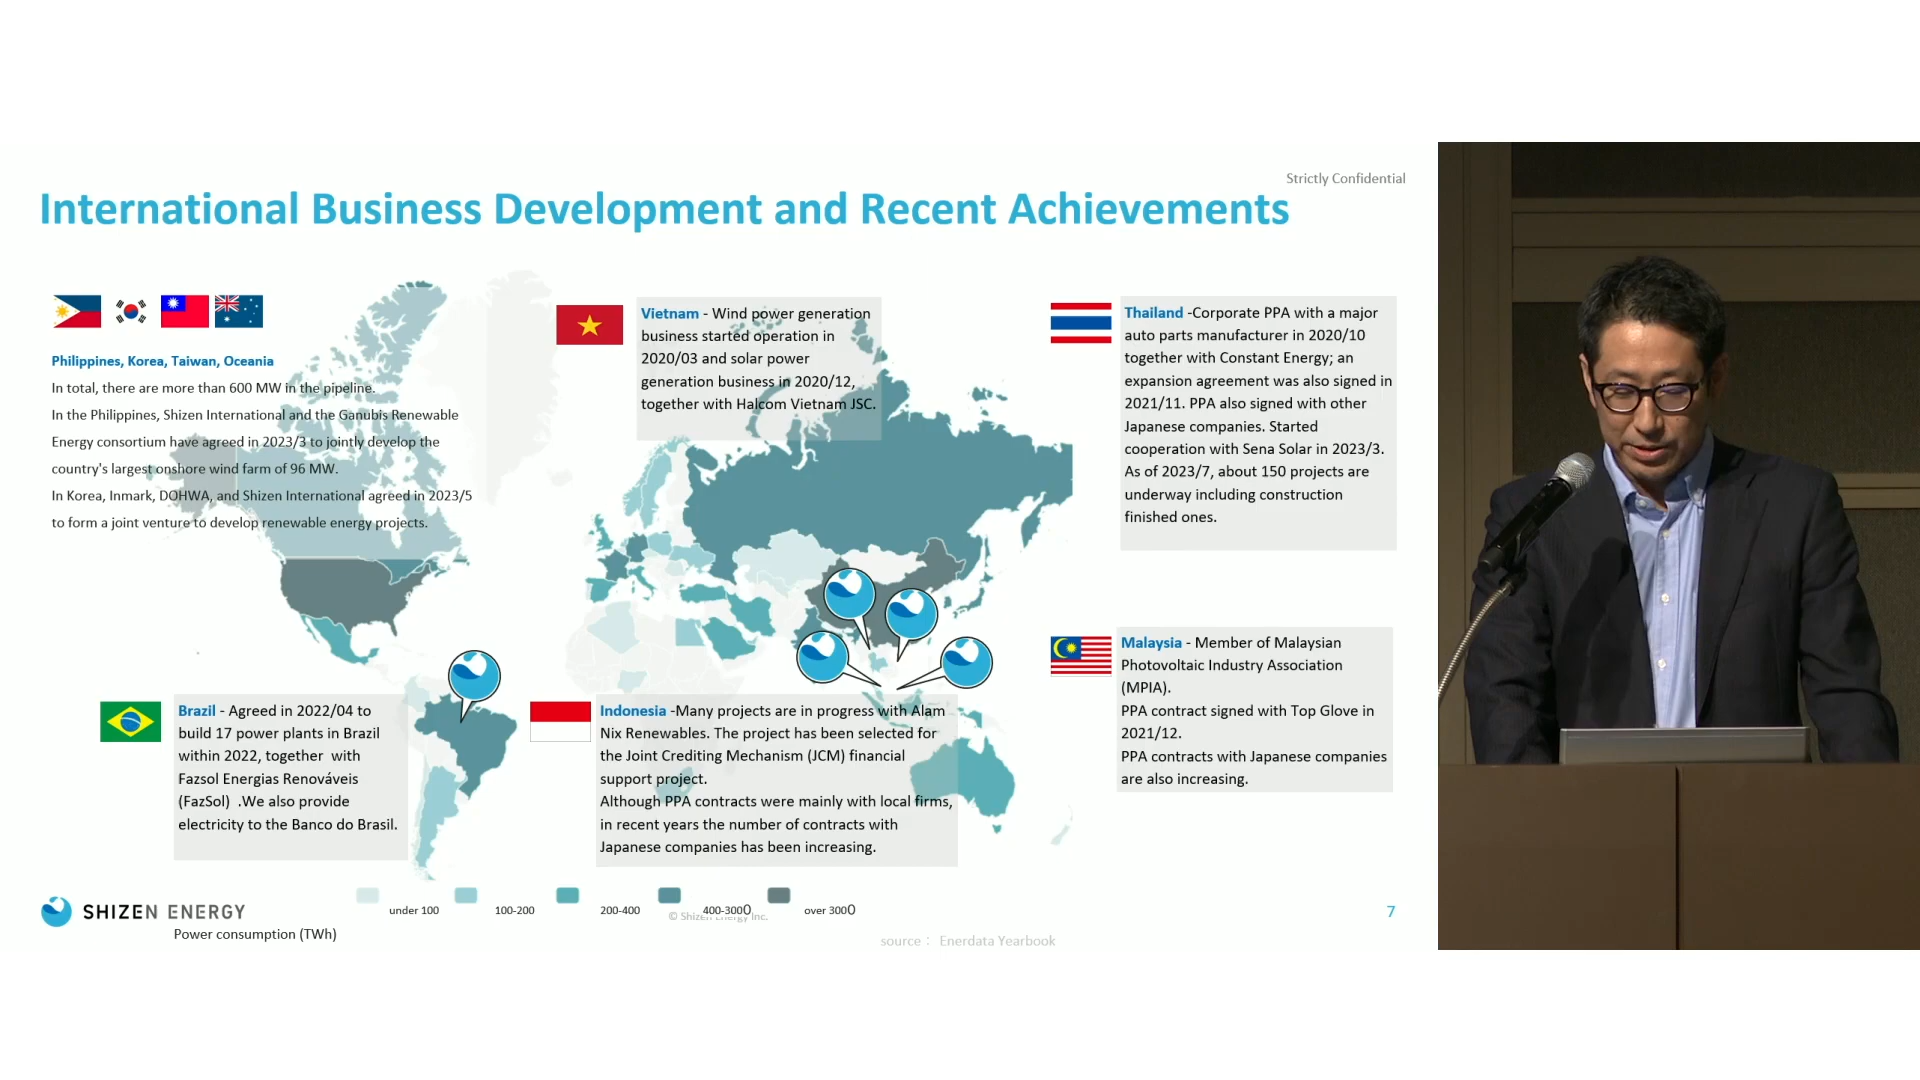 Strictly Confidential
International Business Development and Recent Achievements
Philippines, Korea, Taiwan, Oceania
In total, there are more than 600 MW in the pipeline.
In the Philippines, Shizen International and the Ganubis Renewable
Energy consortium have agreed in 2023/3 to jointly develop the
country's largest onshore wind farm of 96 MW.
In Korea, Inmark, DOHWA, and Shizen International agreed in 2023/5
to form a joint venture to develop renewable energy projects.
Vietnam - Wind power generation
business started operation in
2020/03 and solar power
generation business in 2020/12,
together with Halcom Vietnam JSC.
Thailand -Corporate PPA with a major
auto parts manufacturer in 2020/10
together with Constant Energy; an
expansion agreement was also signed in
2021/11. PPA also signed with other
Japanese companies. Started
cooperation with Sena Solar in 2023/3.
As of 2023/7, about 150 projects are
underway including construction
finished ones.
Brazil - Agreed in 2022/04 to
build 17 power plants in Brazil
within 2022, together with
Fazsol Energias Renováveis
(FazSol) .We also provide
electricity to the Banco do Brasil.
Indonesia -Many projects are in progress with Alam
Nix Renewables. The project has been selected for
the Joint Crediting Mechanism (JCM) financial
support project.
Although PPA contracts were mainly with local firms,
in recent years the number of contracts with
Japanese companies has been increasing.
Malaysia - Member of Malaysian
Photovoltaic Industry Association
(MPIA).
PPA contract signed with Top Glove in
2021/12.
PPA contracts with Japanese companies
are also increasing.
SHIZEN ENERGY
under 100
100-200
200-400
400-3000
over 3000
© Shizen Energy Inc.
7
Power consumption (TWh)
source： Enerdata Yearbook